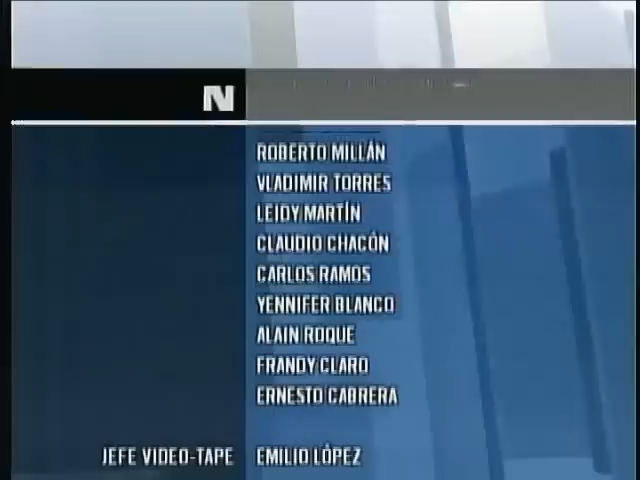 N
ROBERTO MILLÁN
VLADIMIR TORRES
LEIDY MARTÍN
CLAUDIO CHACÓN
CARLOS RAMOS
YENNIFER BLANCO
ALAIN ROQUE
FRANDY CLARO
ERNESTO CABRERA
JEFE VIDEO-TAPE EMILIO LÓPEZ